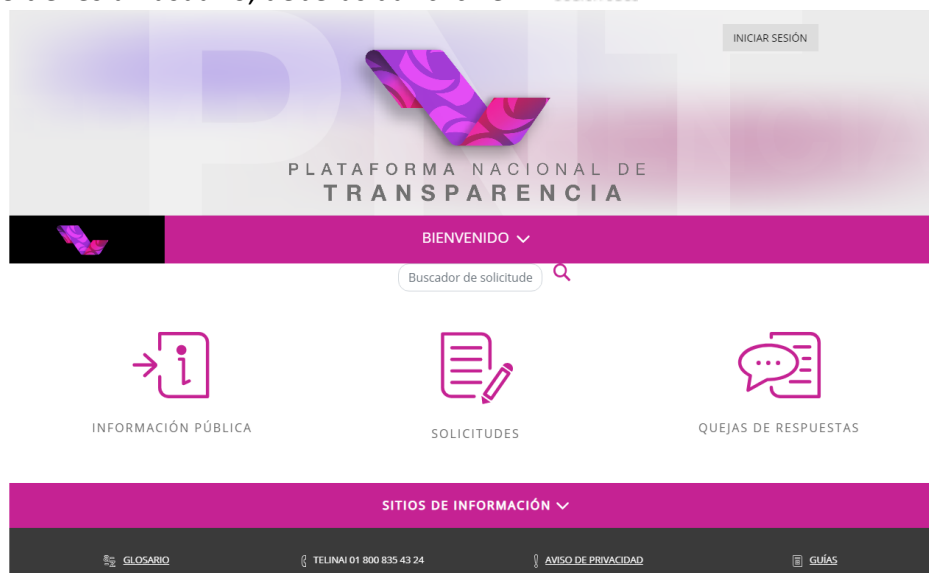 INICIAR SESIÓN
PNT
PLATAFORMA NACIONAL DE
TRANSPARENCIA
BIENVENIDO
Buscador de solicitude
INFORMACIÓN PÚBLICA
SOLICITUDES
QUEJAS DE RESPUESTAS
SITIOS DE INFORMACIÓN
GLOSARIO
TELINAI 01 800 835 43 24
AVISO DE PRIVACIDAD
GUÍAS